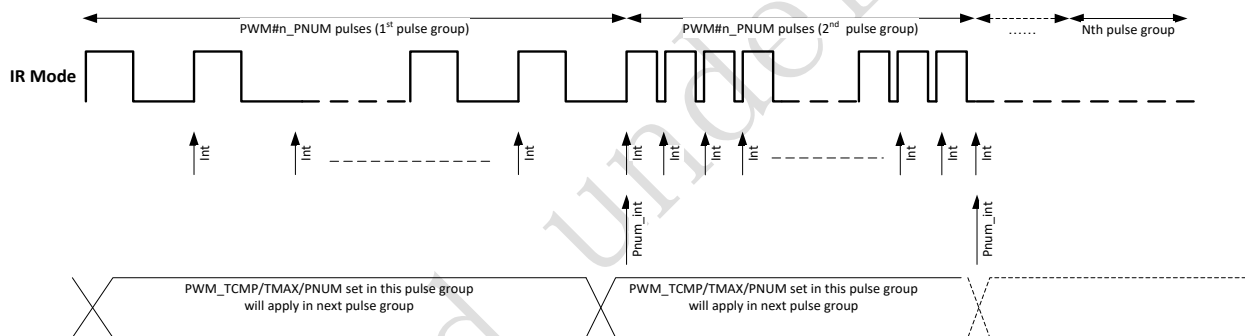 PWM#n_PNUM pulses (1st pulse group)
PWM#n_PNUM pulses (2nd pulse group)
......
Nth pulse group
IR Mode
Int
Int
Int
Int
Int
Int
Int
Int
Int
Int
Pnum_int
Pnum_int
PWM_TCMP/TMAX/PNUM set in this pulse group
will apply in next pulse group
PWM_TCMP/TMAX/PNUM set in this pulse group
will apply in next pulse group